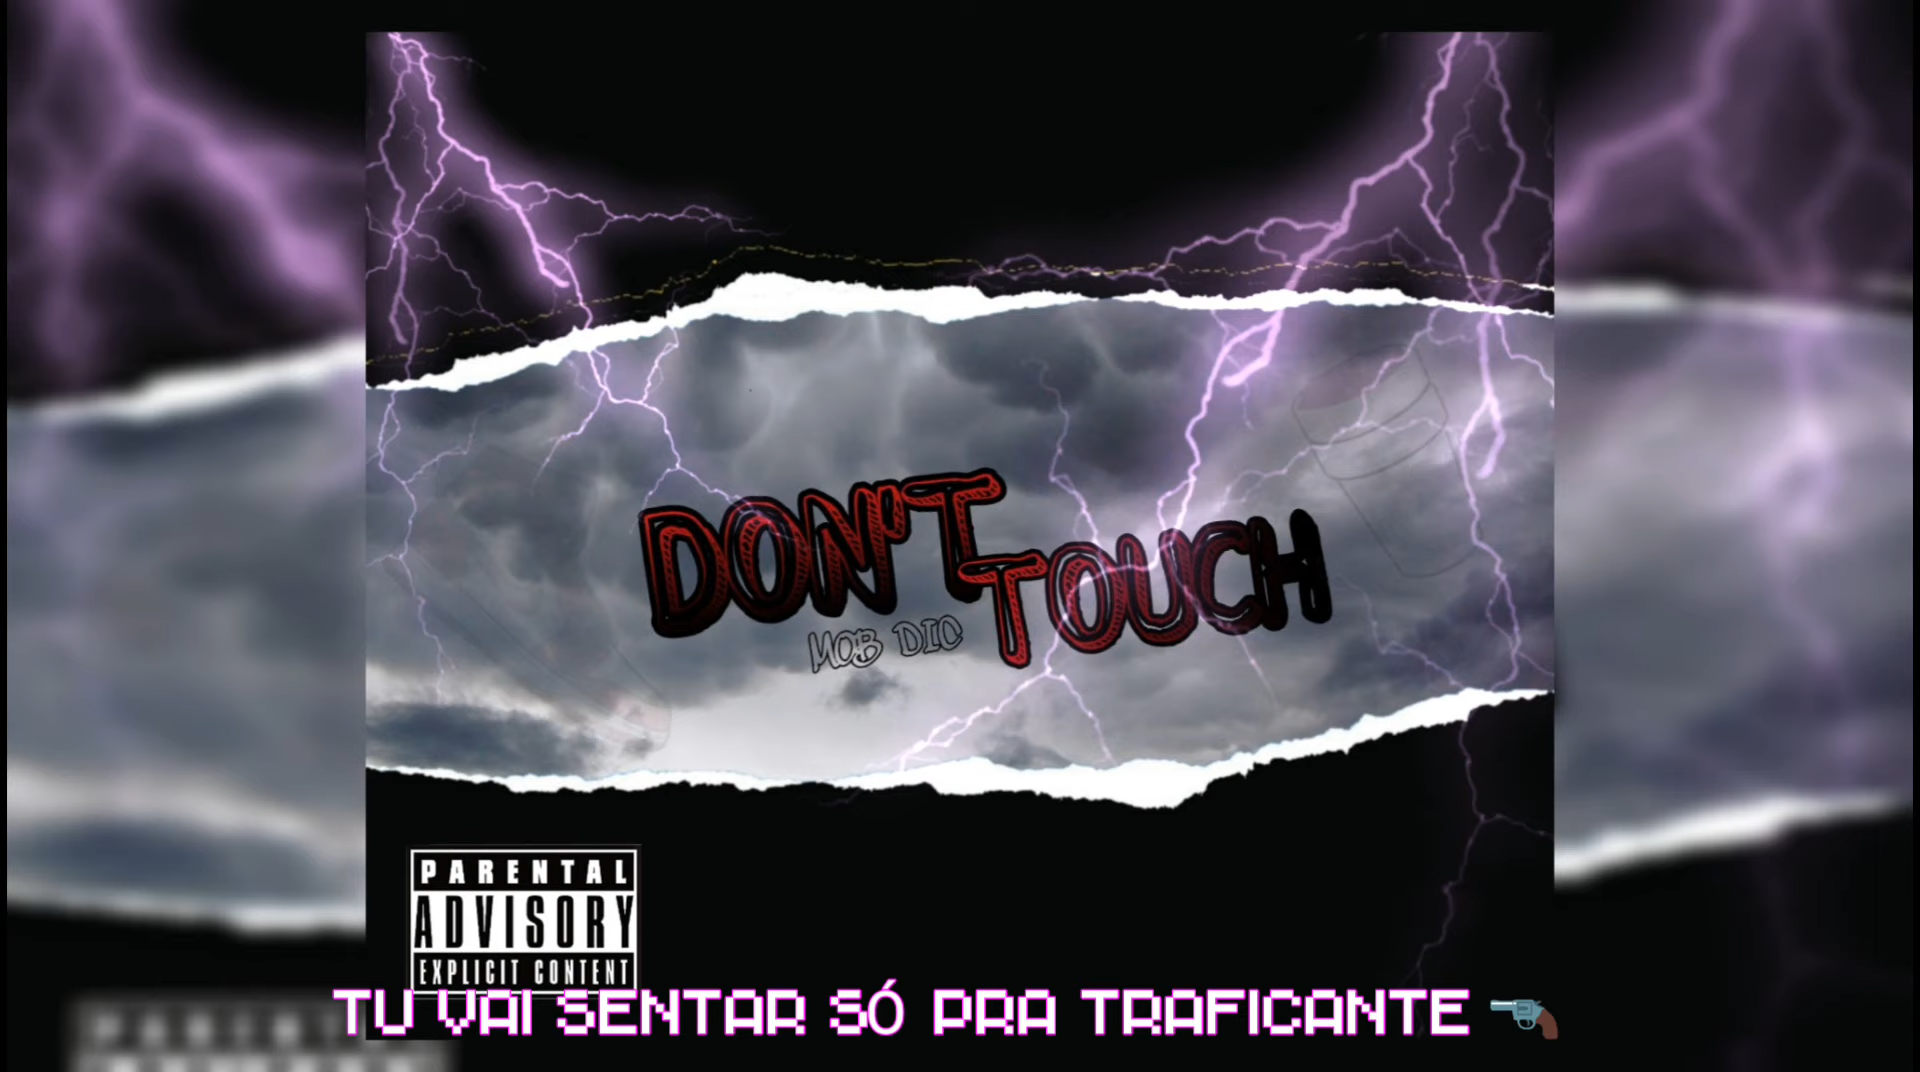 DON'T
TOUCH
MOB DIC
PARENTAL
ADVISORY
EXPLICIT CONTENT
TU VAI SENTAR SÓ PRA TRAFICANTE 🔫